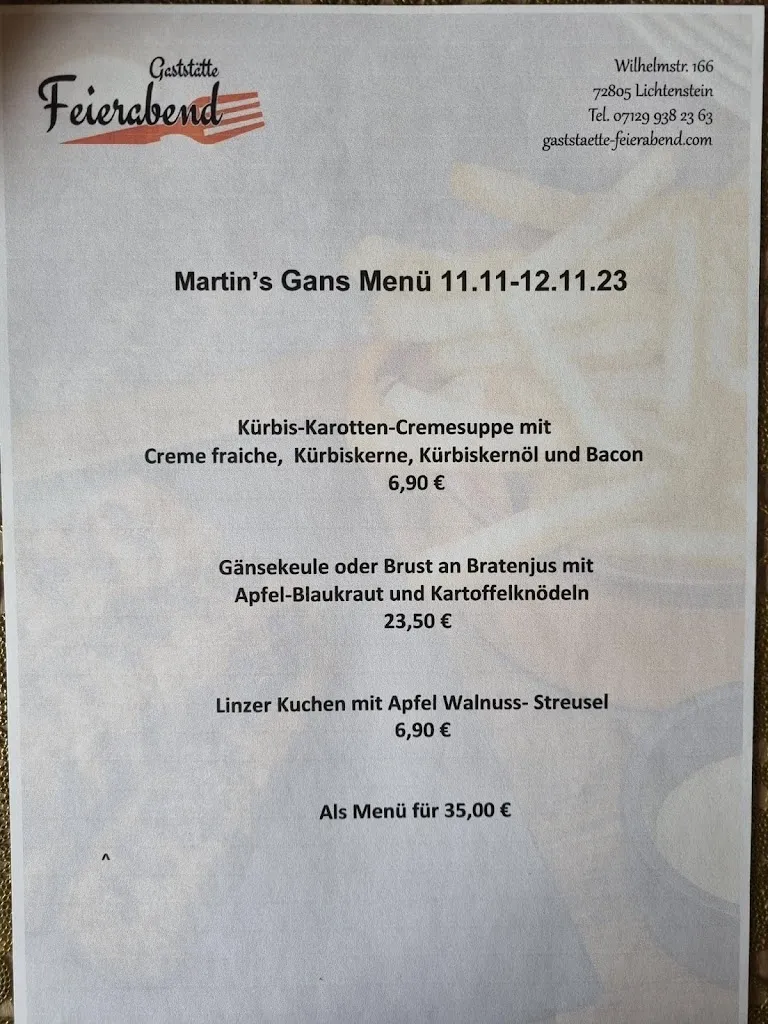 Gaststätte
Feierabend
Wilhelmstr. 166
72805 Lichtenstein
Tel. 07129 938 23 63
gaststaette-feierabend.com
Martin's Gans Menü 11.11-12.11.23
Kürbis-Karotten-Cremesuppe mit
Creme fraiche, Kürbiskerne, Kürbiskernöl und Bacon
6,90 €
Gänsekeule oder Brust an Bratenjus mit
Apfel-Blaukraut und Kartoffelknödeln
23,50 €
Linzer Kuchen mit Apfel Walnuss- Streusel
6,90 €
Als Menü für 35,00 €
^